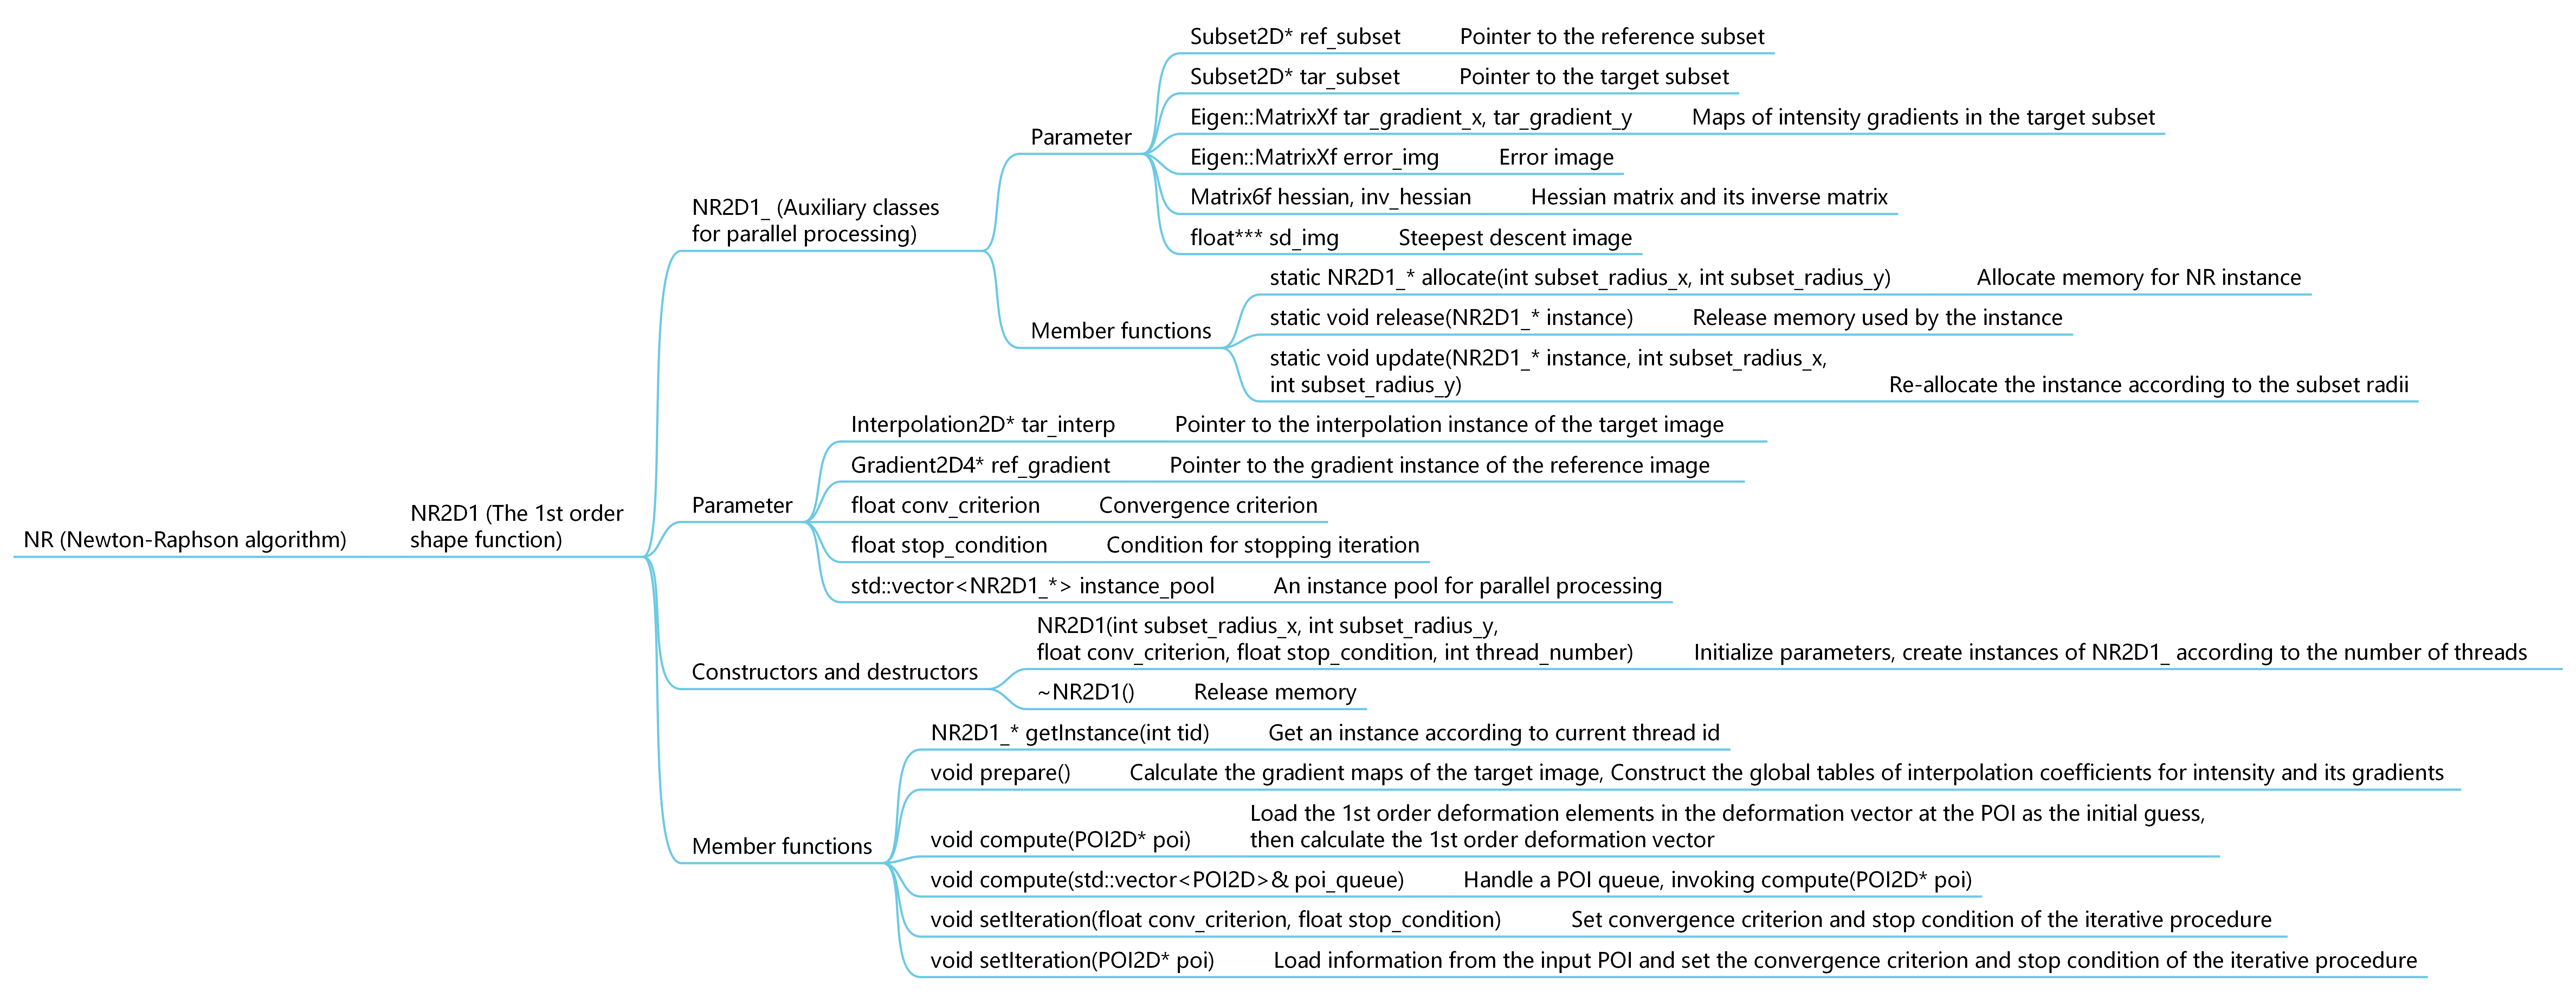 NR (Newton-Raphson algorithm)
NR2D1 (The 1st order
shape function)
NR2D1_ (Auxiliary classes
for parallel processing)
Parameter
Subset2D* ref_subset
Pointer to the reference subset
Subset2D* tar_subset
Pointer to the target subset
Eigen::MatrixXf tar_gradient_x, tar_gradient_y
Maps of intensity gradients in the target subset
Eigen::MatrixXf error_img
Error image
Matrix6f hessian, inv_hessian
Hessian matrix and its inverse matrix
float*** sd_img
Steepest descent image
Member functions
static NR2D1_* allocate(int subset_radius_x, int subset_radius_y)
Allocate memory for NR instance
static void release(NR2D1_* instance)
Release memory used by the instance
static void update(NR2D1_* instance, int subset_radius_x,
int subset_radius_y)
Re-allocate the instance according to the subset radii
Parameter
Interpolation2D* tar_interp
Pointer to the interpolation instance of the target image
Gradient2D4* ref_gradient
Pointer to the gradient instance of the reference image
float conv_criterion
Convergence criterion
float stop_condition
Condition for stopping iteration
std::vector<NR2D1_*> instance_pool
An instance pool for parallel processing
Constructors and destructors
NR2D1(int subset_radius_x, int subset_radius_y,
float conv_criterion, float stop_condition, int thread_number)
Initialize parameters, create instances of NR2D1_ according to the number of threads
~NR2D1()
Release memory
Member functions
NR2D1_* getInstance(int tid)
Get an instance according to current thread id
void prepare()
Calculate the gradient maps of the target image, Construct the global tables of interpolation coefficients for intensity and its gradients
void compute(POI2D* poi)
Load the 1st order deformation elements in the deformation vector at the POI as the initial guess,
then calculate the 1st order deformation vector
void compute(std::vector<POI2D>& poi_queue)
Handle a POI queue, invoking compute(POI2D* poi)
void setIteration(float conv_criterion, float stop_condition)
Set convergence criterion and stop condition of the iterative procedure
void setIteration(POI2D* poi)
Load information from the input POI and set the convergence criterion and stop condition of the iterative procedure